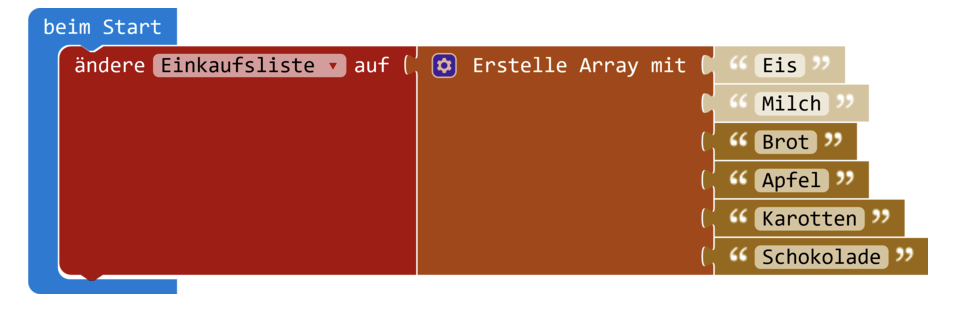 beim Start
ändere Einkaufsliste auf ( Erstelle Array mit ( “ Eis ”
( “ Milch ”
( “ Brot ”
( “ Apfel ”
( “ Karotten ”
( “ Schokolade ”